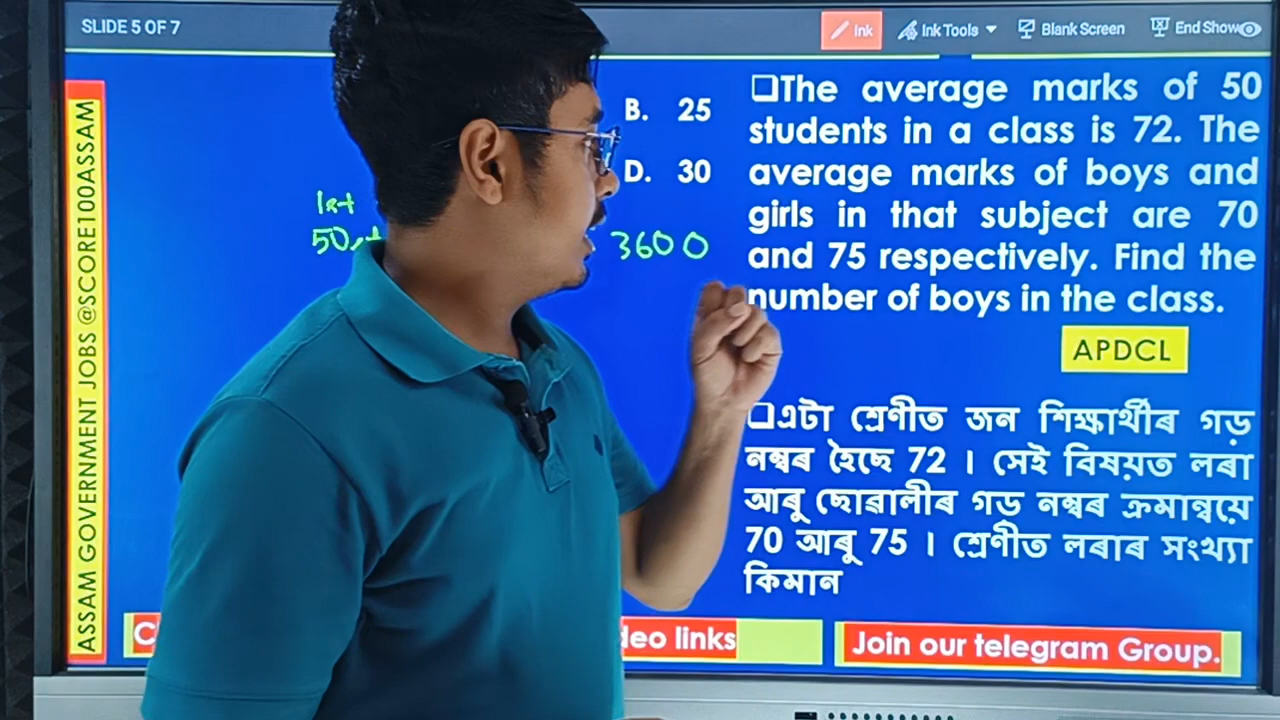 SLIDE 5 OF 7
Ink
Ink Tools
Blank Screen
End Show
ASSAM GOVERNMENT JOBS @SCORE100ASSAM
B. 25
D. 30
1st
50
3600
❑The average marks of 50
students in a class is 72. The
average marks of boys and
girls in that subject are 70
and 75 respectively. Find the
number of boys in the class.
APDCL
❑এটা শ্ৰেণীত জন শিক্ষাৰ্থীৰ গড়
নম্বৰ হৈছে 72 । সেই বিষয়ত লৰা
আৰু ছোৱালীৰ গড় নম্বৰ ক্ৰমান্বয়ে
70 আৰু 75 । শ্ৰেণীত লৰাৰ সংখ্যা
কিমান
links
Join our telegram Group.